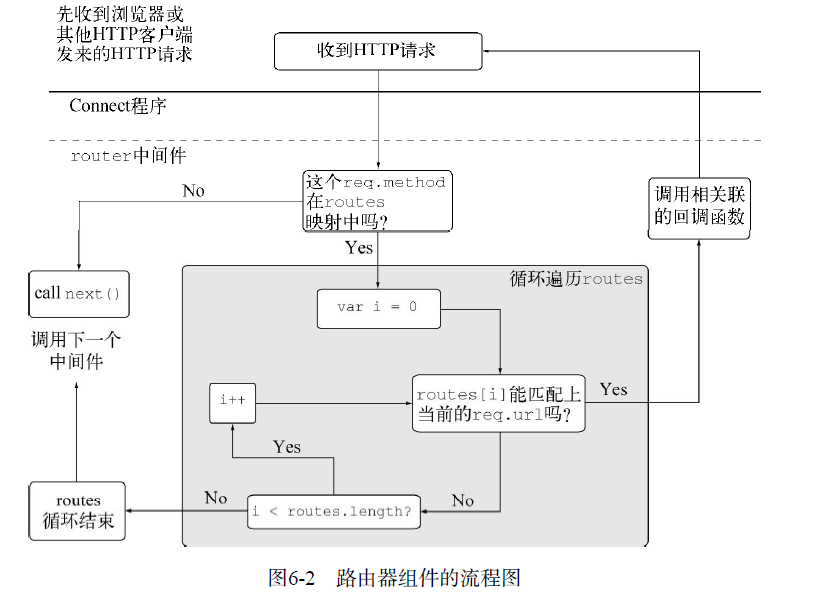 先收到浏览器或
其他HTTP客户端
发来的HTTP请求
收到HTTP请求
Connect程序
router中间件
这个req.method
在routes
映射中吗?
No
Yes
调用相关联
的回调函数
call next()
调用下一个
中间件
循环遍历routes
var i = 0
routes[i]能匹配上
当前的req.url吗?
Yes
i++
Yes
No
i < routes.length?
No
routes
循环结束
图6-2 路由器组件的流程图